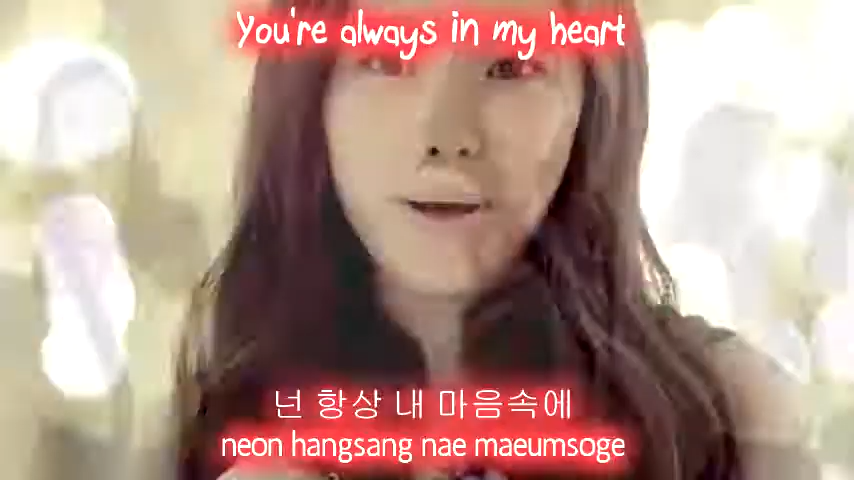 You're always in my heart
넌 항상 내 마음속에
neon hangsang nae maeumsoge